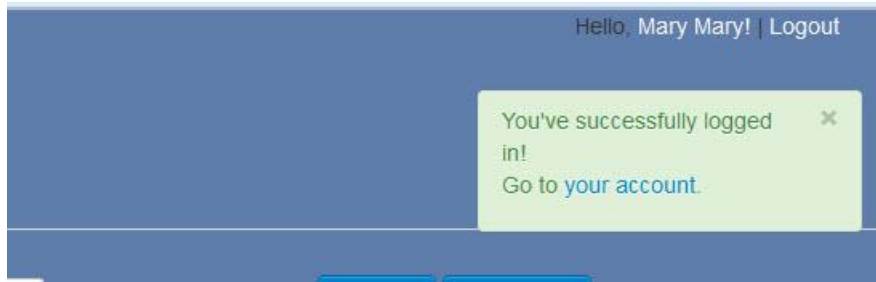 Hello, Mary Mary! | Logout
You've successfully logged ×
in!
Go to your account.